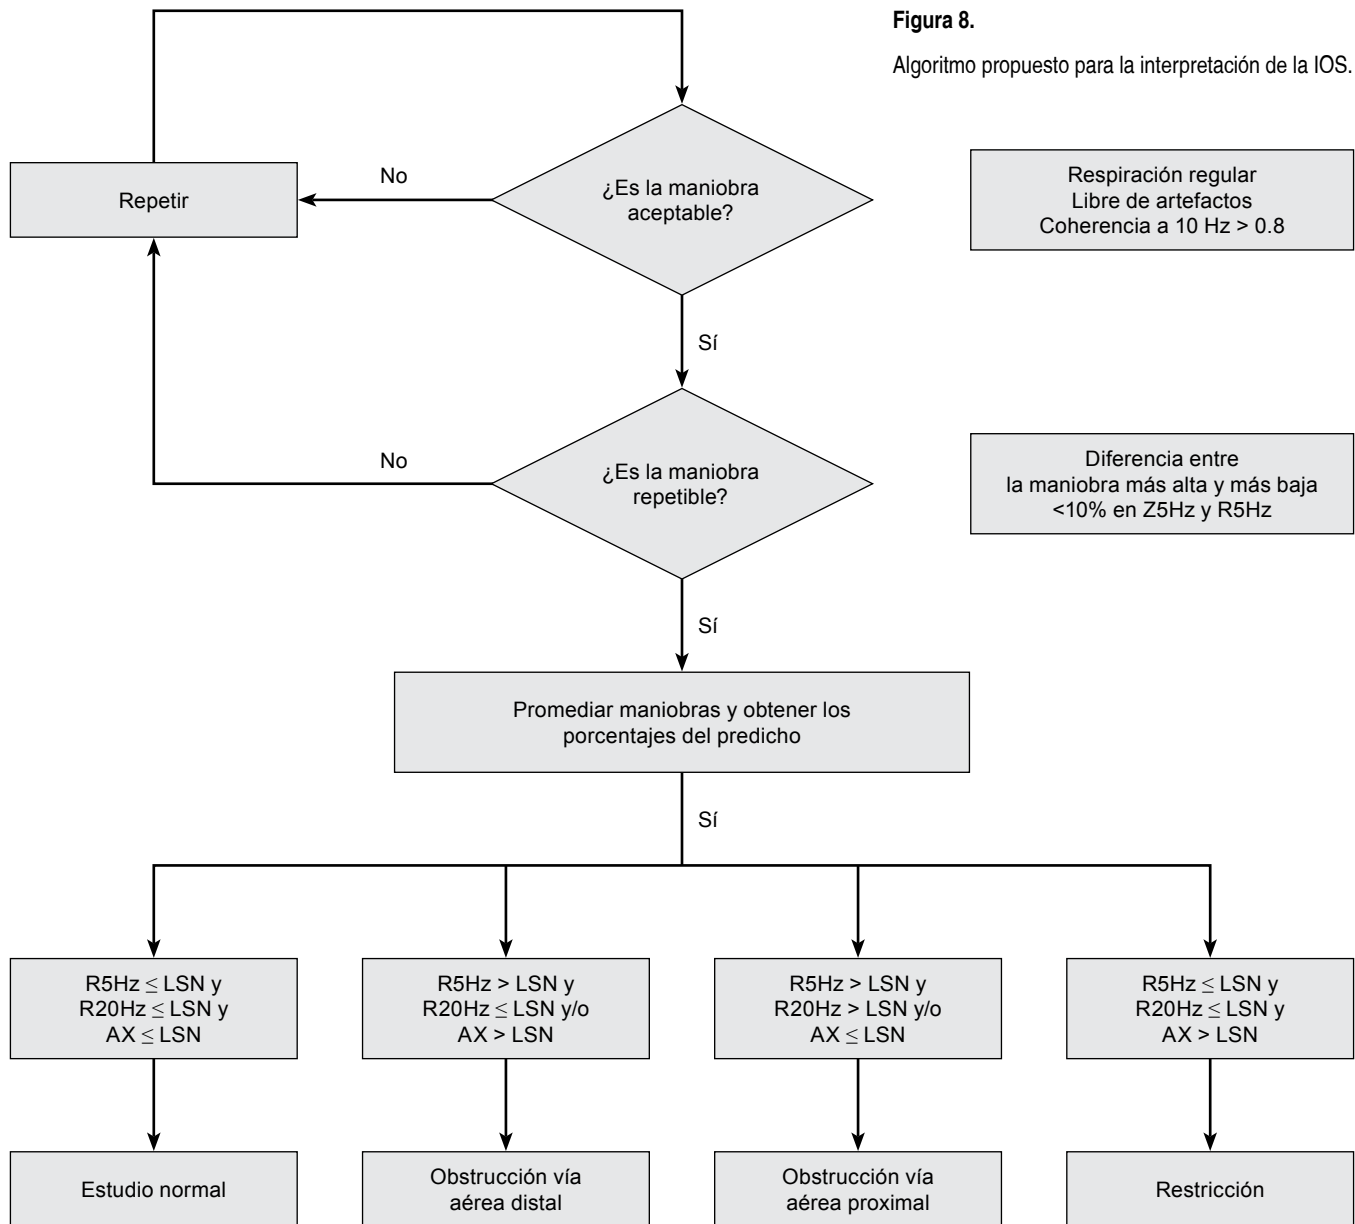 Figura 8.
Algoritmo propuesto para la interpretación de la IOS.
Repetir
No
¿Es la maniobra
aceptable?
Respiración regular
Libre de artefactos
Coherencia a 10 Hz > 0.8
Sí
No
¿Es la maniobra
repetible?
Diferencia entre
la maniobra más alta y más baja
<10% en Z5Hz y R5Hz
Sí
Promediar maniobras y obtener los
porcentajes del predicho
Sí
R5Hz ≤ LSN y
R20Hz ≤ LSN y
AX ≤ LSN
R5Hz > LSN y
R20Hz ≤ LSN y/o
AX > LSN
R5Hz > LSN y
R20Hz > LSN y/o
AX ≤ LSN
R5Hz ≤ LSN y
R20Hz ≤ LSN y
AX > LSN
Estudio normal
Obstrucción vía
aérea distal
Obstrucción vía
aérea proximal
Restricción